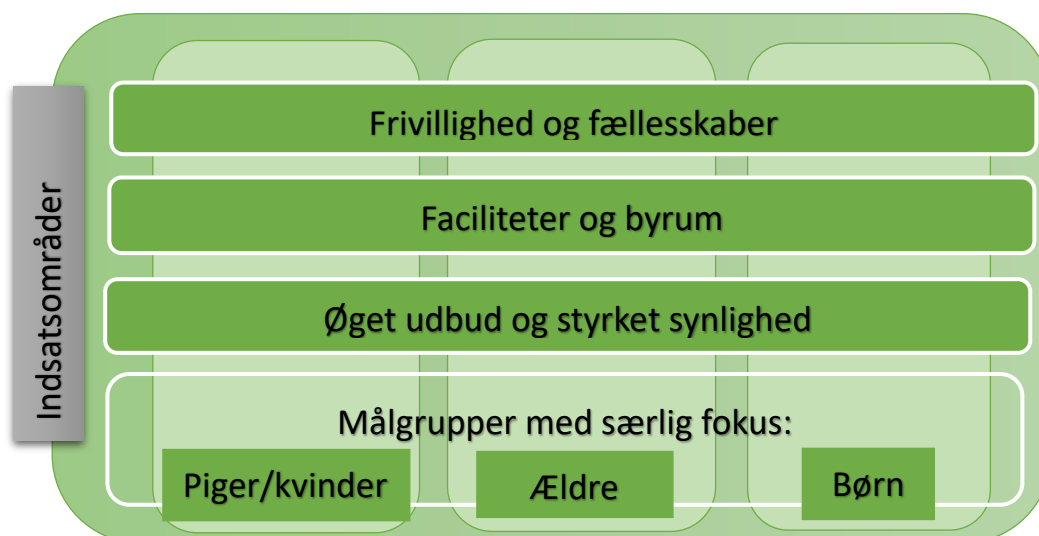 Indsatsområder
Frivillighed og fællesskaber
Faciliteter og byrum
Øget udbud og styrket synlighed
Målgrupper med særlig fokus:
Piger/kvinder
Ældre
Børn